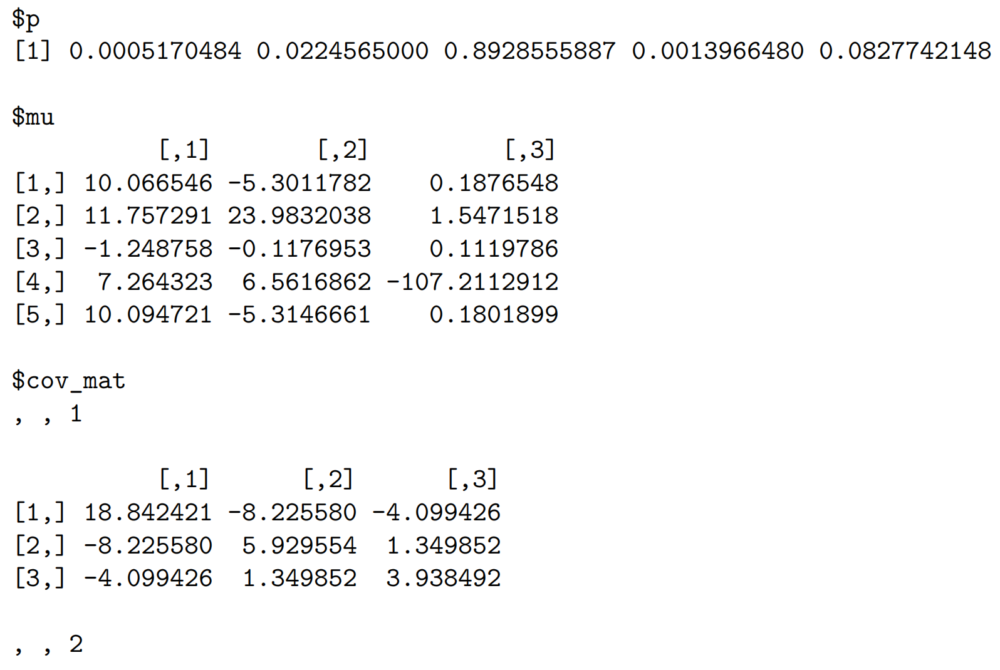 $p
[1] 0.0005170484 0.0224565000 0.8928555887 0.0013966480 0.0827742148
$mu
[,1] [,2] [,3]
[1,] 10.066546 -5.3011782 0.1876548
[2,] 11.757291 23.9832038 1.5471518
[3,] -1.248758 -0.1176953 0.1119786
[4,] 7.264323 6.5616862 -107.2112912
[5,] 10.094721 -5.3146661 0.1801899
$cov_mat
, , 1
[,1] [,2] [,3]
[1,] 18.842421 -8.225580 -4.099426
[2,] -8.225580 5.929554 1.349852
[3,] -4.099426 1.349852 3.938492
, , 2